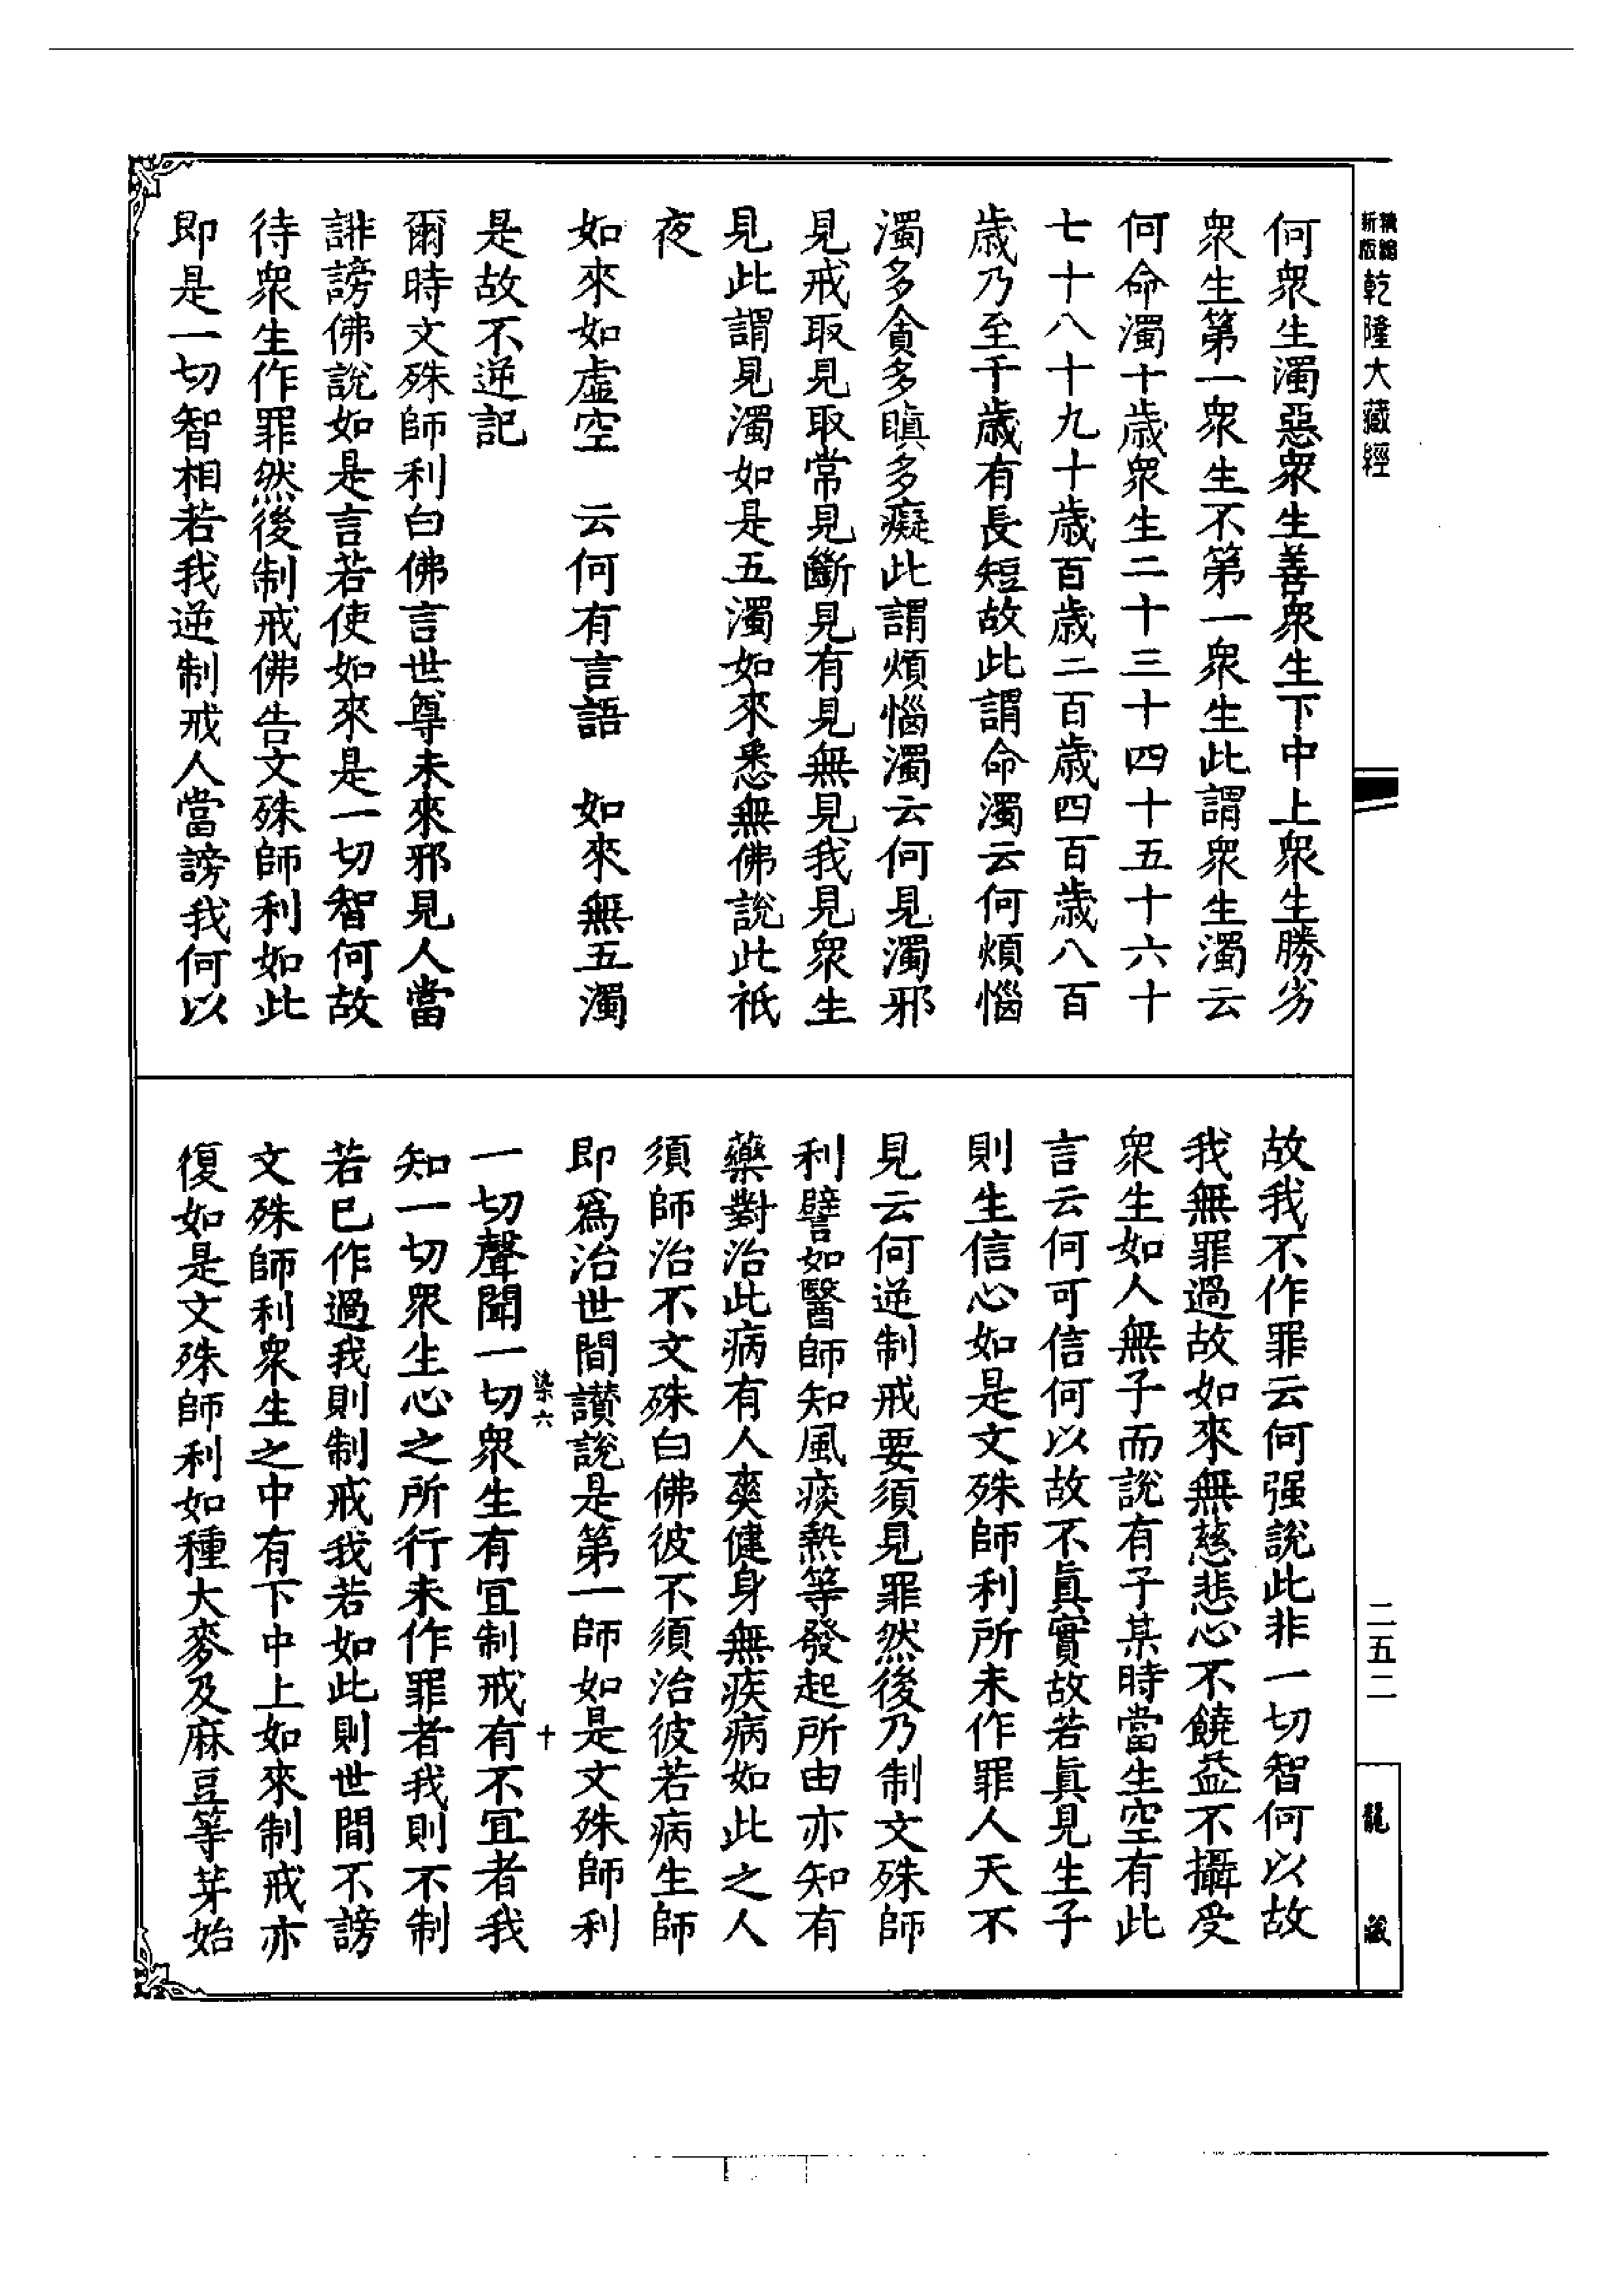 精編
新版
乾隆大藏經
何衆生濁惡衆生善衆生下中上衆生勝劣
衆生第一衆生不第一衆生此謂衆生濁云
何命濁十歲衆生二十三十四十五十六十
七十八十九十歲百歲二百歲四百歲八百
歲乃至千歲有長短故此謂命濁云何煩惱
濁多貪多瞋多癡此謂煩惱濁云何見濁邪
見戒取見取常見斷見有見無見我見衆生
見此謂見濁如是五濁如來悉無佛說此祇
夜
如來如虛空　云何有言語　如來無五濁
是故不逆記
爾時文殊師利白佛言世尊未來邪見人當
誹謗佛說如是言若使如來是一切智何故
待衆生作罪然後制戒佛告文殊師利如此
即是一切智相若我逆制戒人當謗我何以
故我不作罪云何强說此非一切智何以故
我無罪過故如來無慈悲心不饒益不攝受
衆生如人無子而說有子某時當生空有此
言云何可信何以故不眞實故若眞見生子
則生信心如是文殊師利所未作罪人天不
見云何逆制戒要須見罪然後乃制文殊師
利譬如醫師知風痰熱等發起所由亦知有
藥對治此病有人爽健身無疾病如此之人
須師治不文殊白佛彼不須治彼若病生師
即爲治世間讃說是第一師如是文殊師利
染六
十
一切聲聞一切衆生有宜制戒有不宜者我
知一切衆生心之所行未作罪者我則不制
若已作過我則制戒我若如此則世間不謗
文殊師利衆生之中有下中上如來制戒亦
復如是文殊師利如種大麥及麻豆等芽始
二五二
龍藏